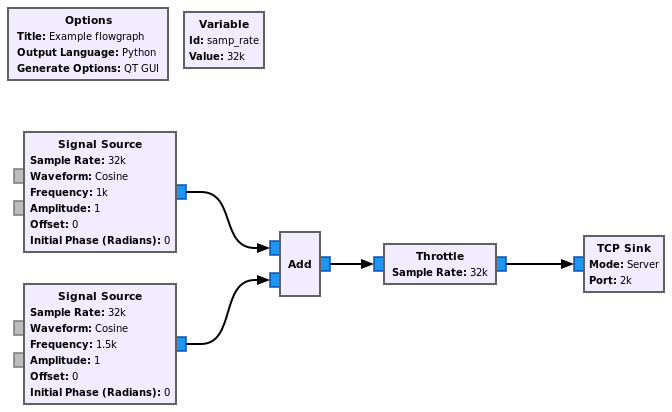 Options
Title: Example flowgraph
Output Language: Python
Generate Options: QT GUI
Variable
Id: samp_rate
Value: 32k
Signal Source
Sample Rate: 32k
Waveform: Cosine
Frequency: 1k
Amplitude: 1
Offset: 0
Initial Phase (Radians): 0
Signal Source
Sample Rate: 32k
Waveform: Cosine
Frequency: 1.5k
Amplitude: 1
Offset: 0
Initial Phase (Radians): 0
Add
Throttle
Sample Rate: 32k
TCP Sink
Mode: Server
Port: 2k